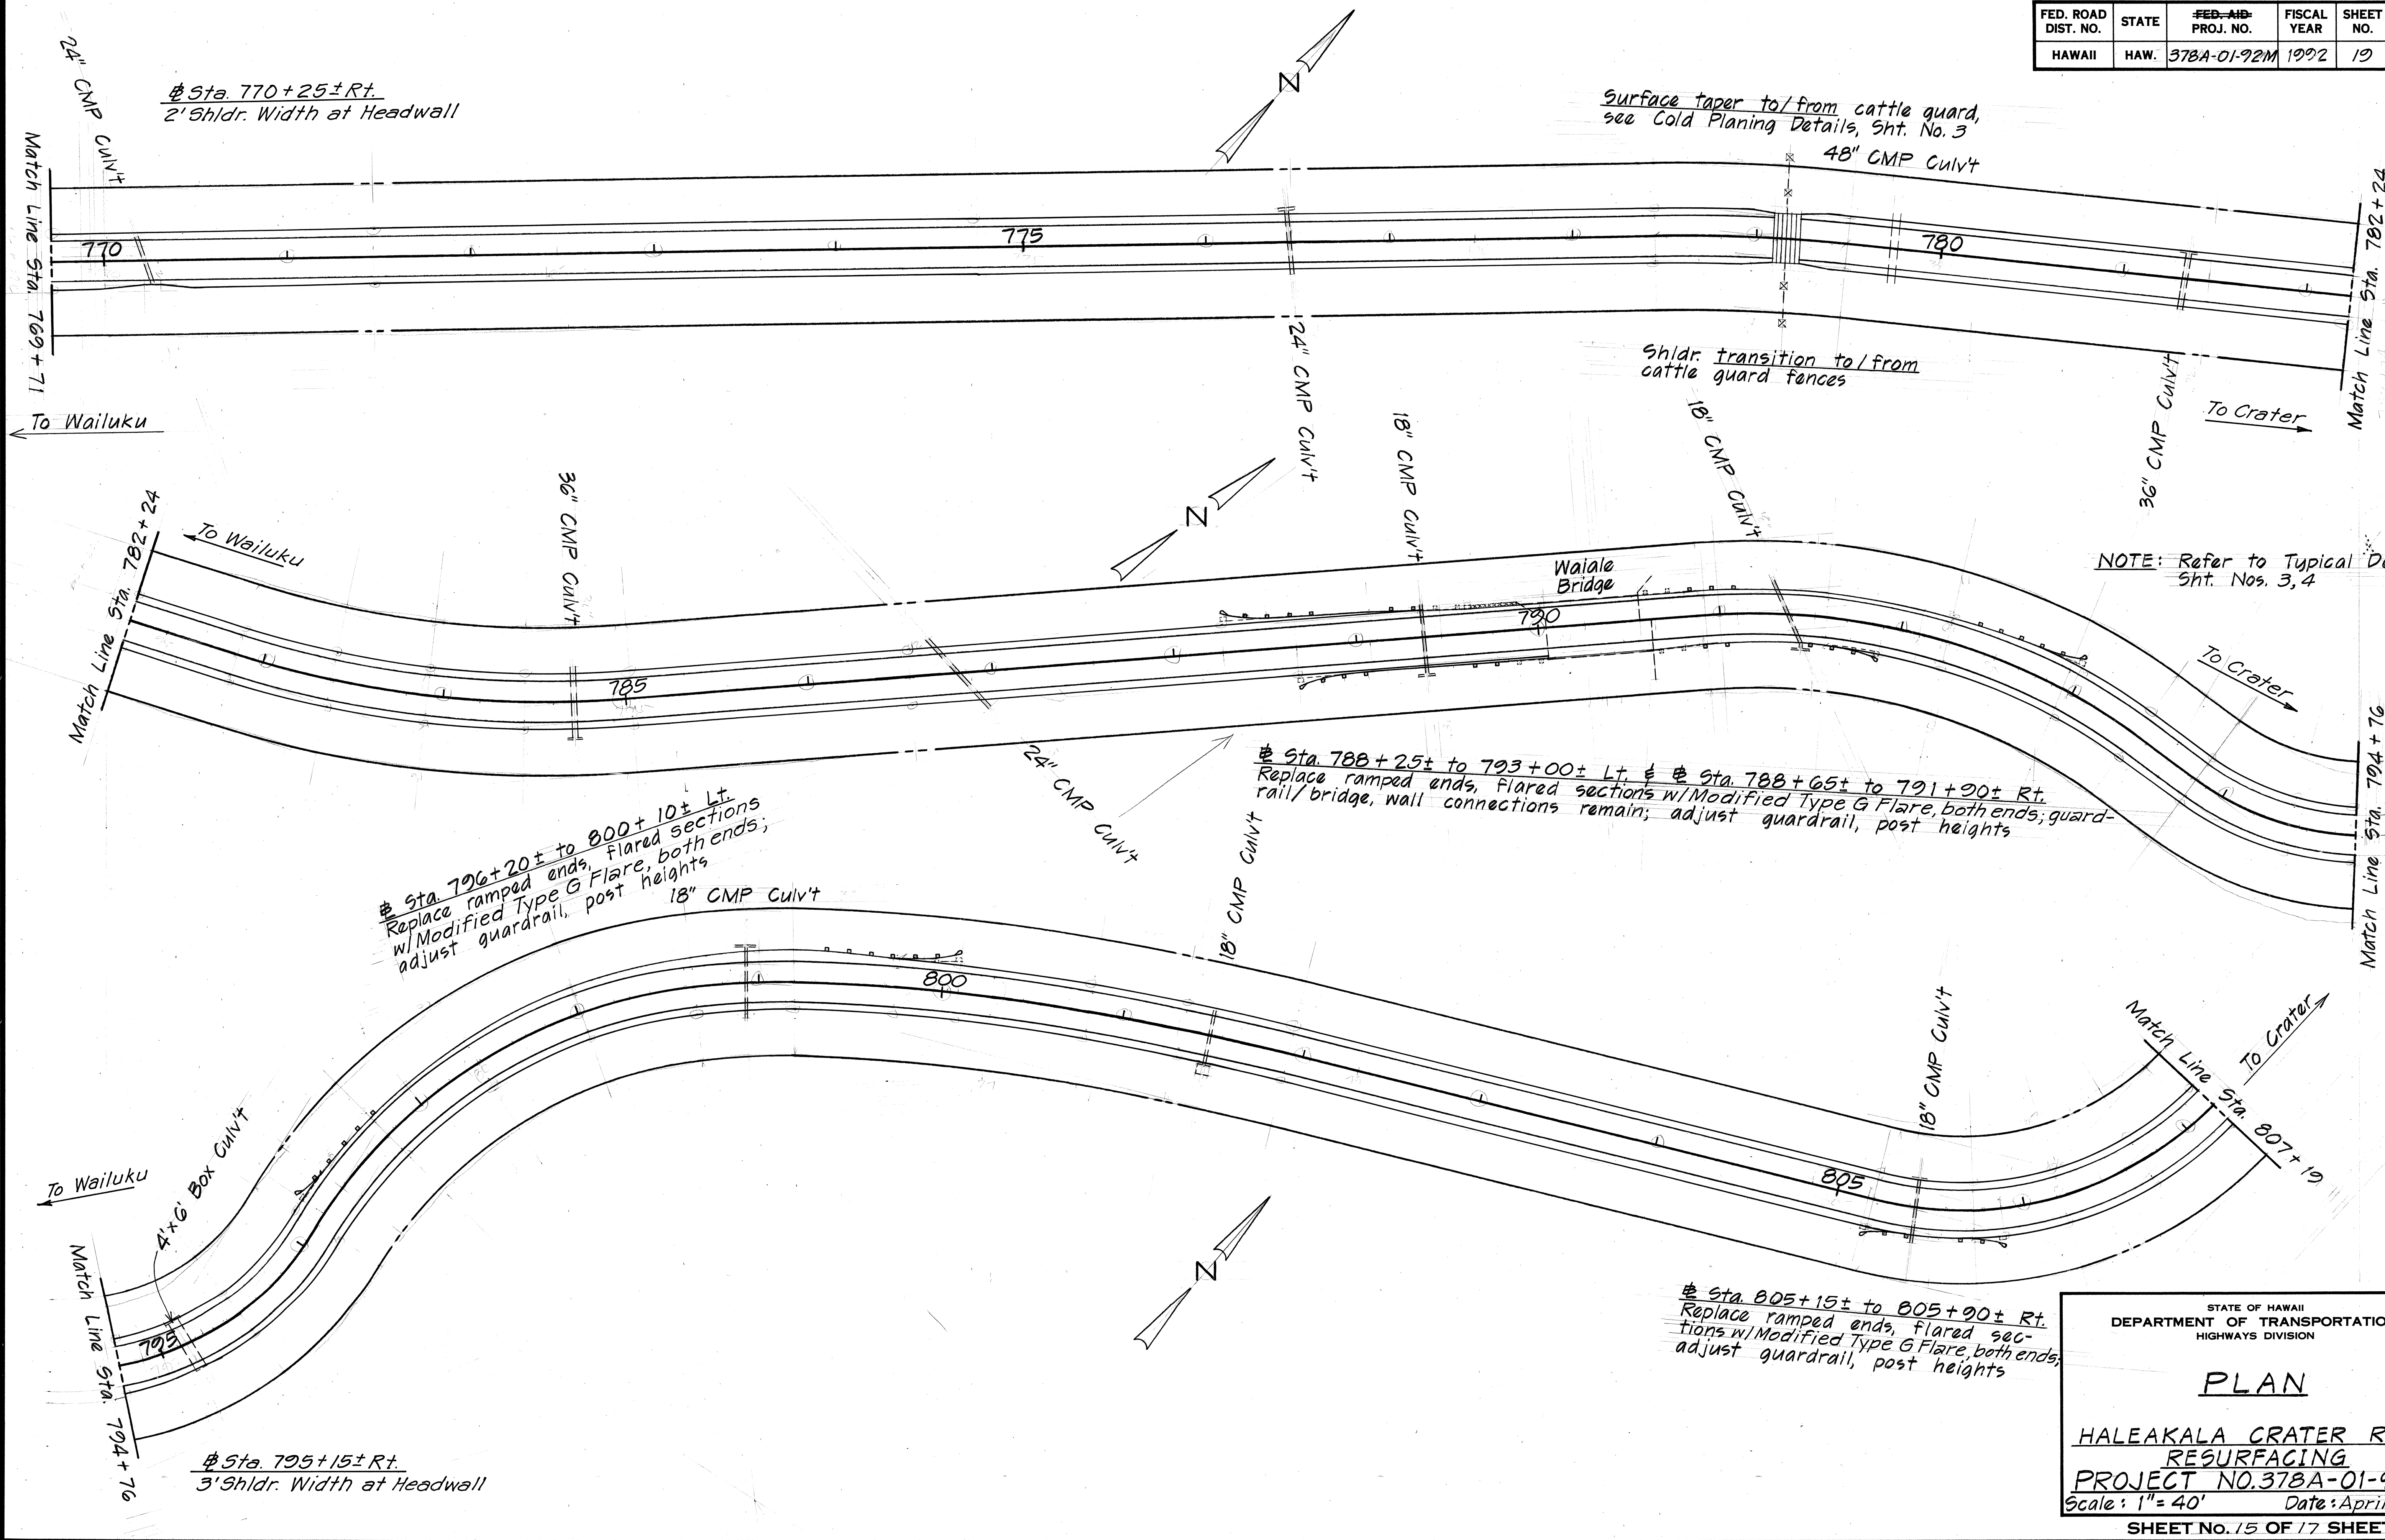 FED. ROAD DIST. NO.
STATE
FED. AID PROJ. NO.
FISCAL YEAR
SHEET NO.
HAWAII
HAW.
378A-01-92M
1992
19
24" CMP Culv't
℄ Sta. 770+25± Rt.
2' Shldr. Width at Headwall
N
Surface taper to/from cattle guard,
see Cold Planing Details, Sht. No. 3
48" CMP Culv't
Match Line Sta. 769+71
770
775
780
Match Line Sta. 782+24
24" CMP Culv't
Shldr. transition to/from
cattle guard fences
36" CMP Culv't
To Wailuku
To Crater
Match Line Sta. 782+24
To Wailuku
36" CMP Culv't
N
18" CMP Culv't
18" CMP Culv't
Waiale
Bridge
NOTE: Refer to Typical
Sht. Nos. 3,4
785
790
To Crater
Match Line Sta. 794+76
24" CMP Culv't
℄ Sta. 788+25± to 793+00± Lt. & ℄ Sta. 788+65± to 791+90± Rt.
Replace ramped ends, flared sections w/Modified Type G Flare, both ends; guard-
rail/bridge, wall connections remain; adjust guardrail, post heights
℄ Sta. 796+20± to 800+10± Lt.
Replace ramped ends, flared sections
w/Modified Type G Flare, both ends;
adjust guardrail, post heights
18" CMP Culv't
18" CMP Culv't
800
18" CMP Culv't
Match Line Sta. 807+19
To Crater
To Wailuku
4'x6' Box Culv't
805
795
Match Line Sta. 794+76
N
℄ Sta. 795+15± Rt.
3' Shldr. Width at Headwall
℄ Sta. 805+15± to 805+90± Rt.
Replace ramped ends, flared sec-
tions w/Modified Type G Flare, both ends;
adjust guardrail, post heights
STATE OF HAWAII
DEPARTMENT OF TRANSPORTATIO
HIGHWAYS DIVISION
PLAN
HALEAKALA CRATER R
RESURFACING
PROJECT NO. 378A-01-9
Scale: 1"= 40' Date: Apri
SHEET No. 15 OF 17 SHEET